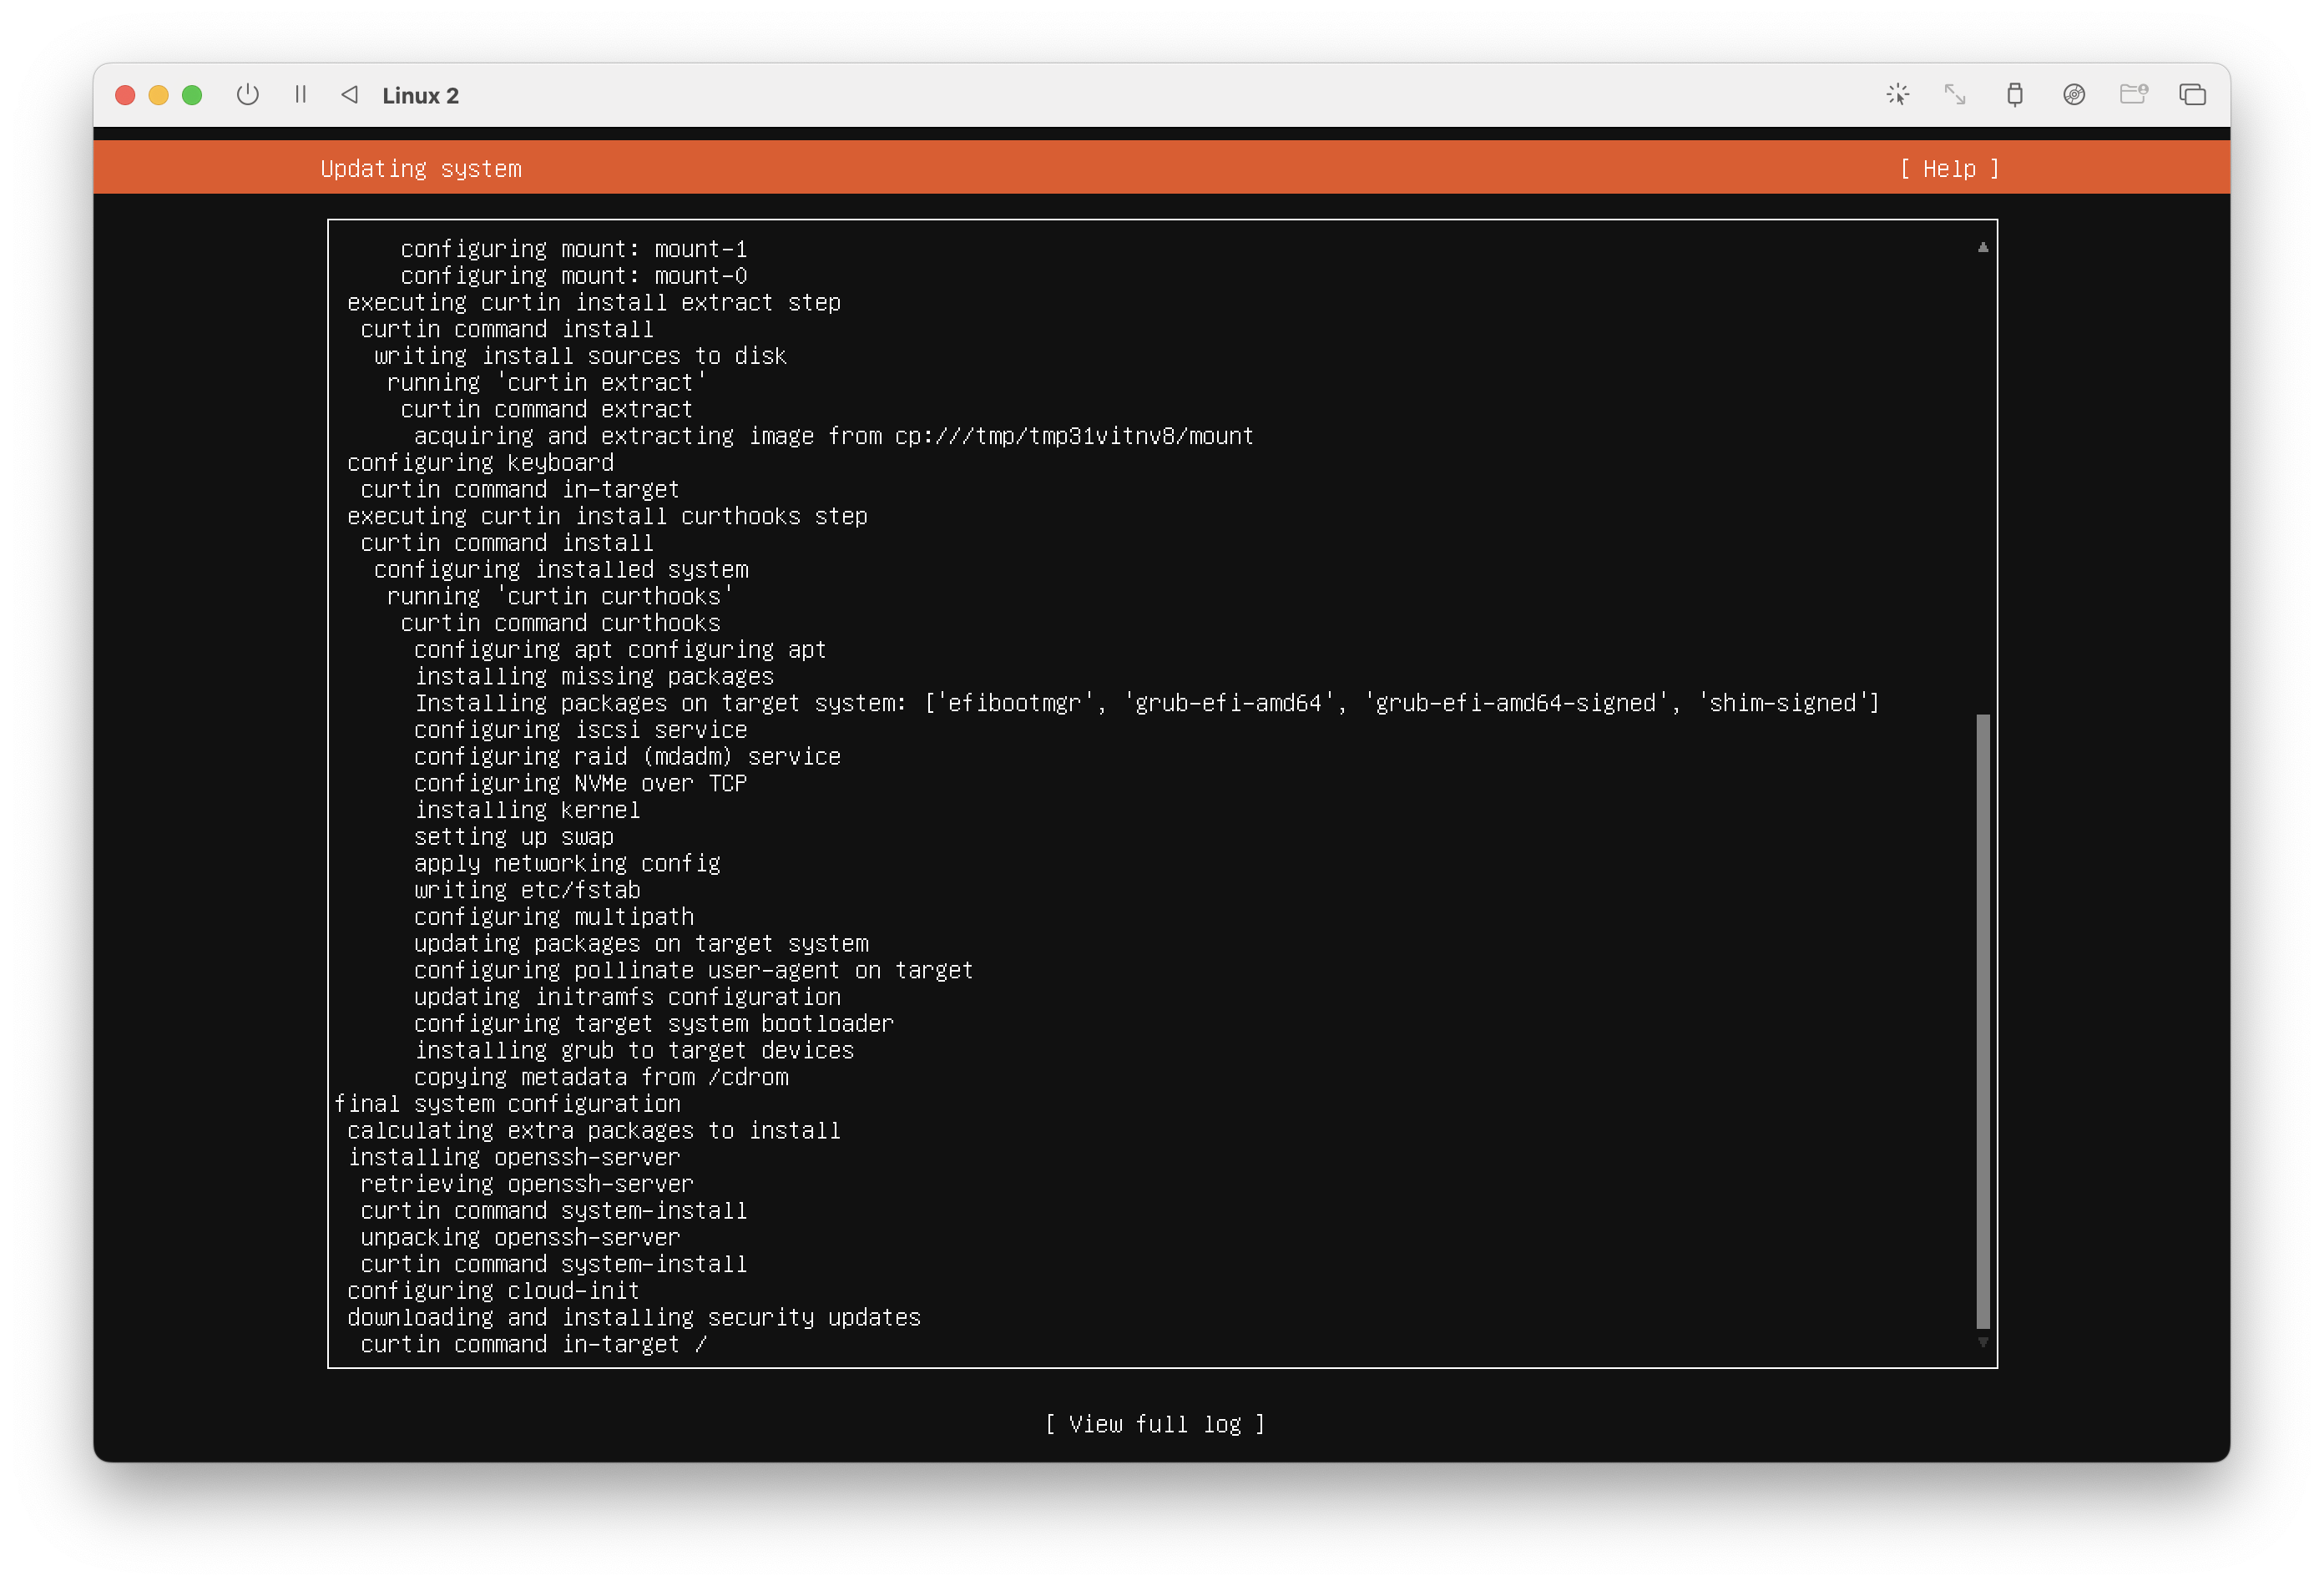 Linux 2
Updating system [ Help ]
configuring mount: mount-1
configuring mount: mount-0
executing curtin install extract step
curtin command install
writing install sources to disk
running 'curtin extract'
curtin command extract
acquiring and extracting image from cp:///tmp/tmp31vitnv8/mount
configuring keyboard
curtin command in-target
executing curtin install curthooks step
curtin command install
configuring installed system
running 'curtin curthooks'
curtin command curthooks
configuring apt configuring apt
installing missing packages
Installing packages on target system: ['efibootmgr', 'grub-efi-amd64', 'grub-efi-amd64-signed', 'shim-signed']
configuring iscsi service
configuring raid (mdadm) service
configuring NVMe over TCP
installing kernel
setting up swap
apply networking config
writing etc/fstab
configuring multipath
updating packages on target system
configuring pollinate user-agent on target
updating initramfs configuration
configuring target system bootloader
installing grub to target devices
copying metadata from /cdrom
final system configuration
calculating extra packages to install
installing openssh-server
retrieving openssh-server
curtin command system-install
unpacking openssh-server
curtin command system-install
configuring cloud-init
downloading and installing security updates
curtin command in-target /
[ View full log ]